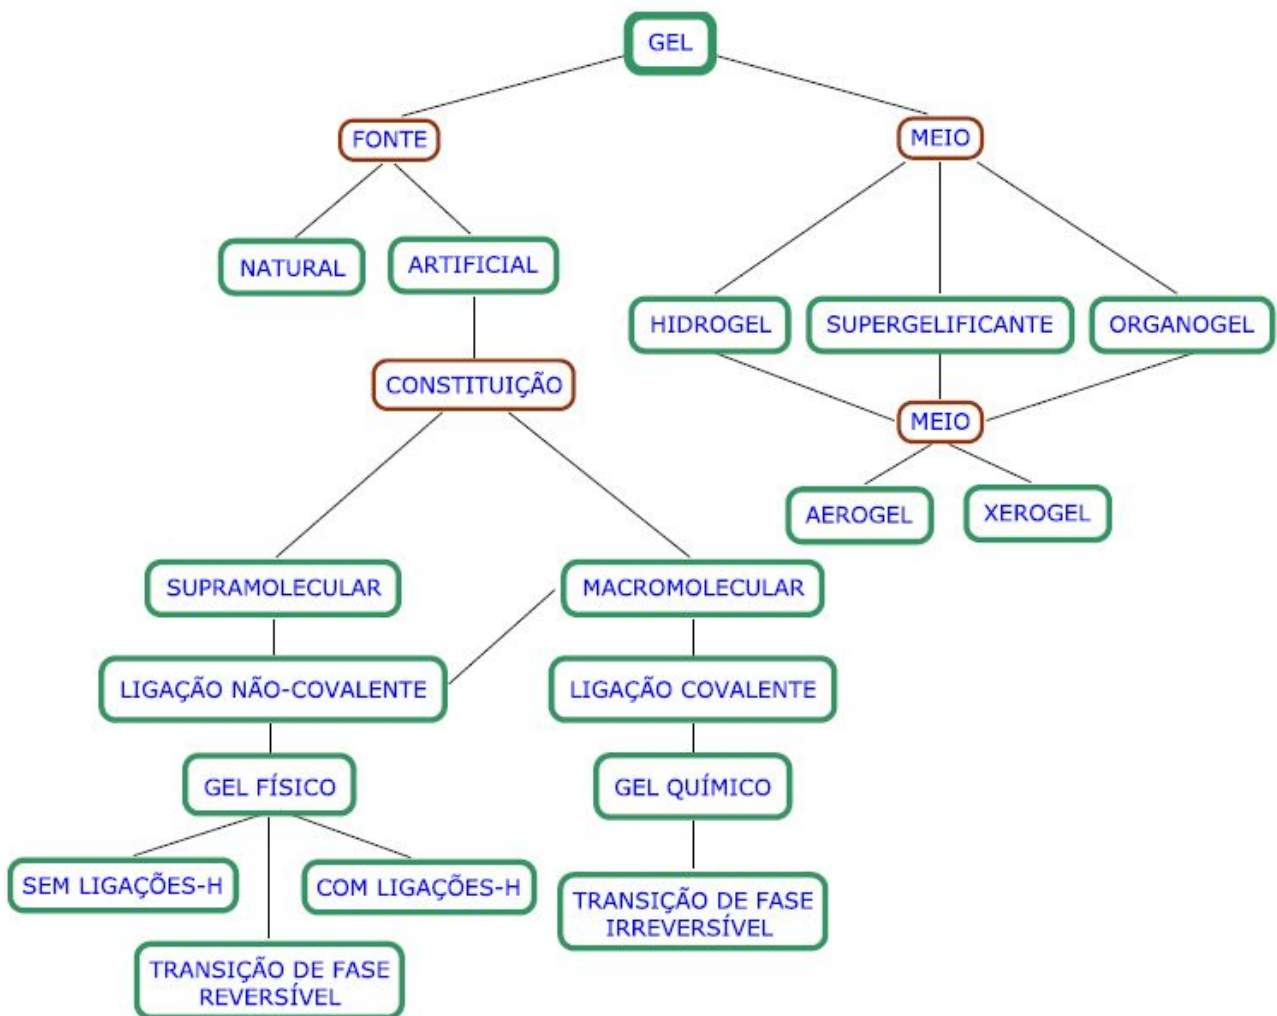 GEL
FONTE
MEIO
NATURAL
ARTIFICIAL
HIDROGEL
SUPERGELIFICANTE
ORGANOGEL
CONSTITUIÇÃO
MEIO
AEROGEL
XEROGEL
SUPRAMOLECULAR
MACROMOLECULAR
LIGAÇÃO NÃO-COVALENTE
LIGAÇÃO COVALENTE
GEL FÍSICO
GEL QUÍMICO
SEM LIGAÇÕES-H
COM LIGAÇÕES-H
TRANSIÇÃO DE FASE
IRREVERSÍVEL
TRANSIÇÃO DE FASE
REVERSÍVEL